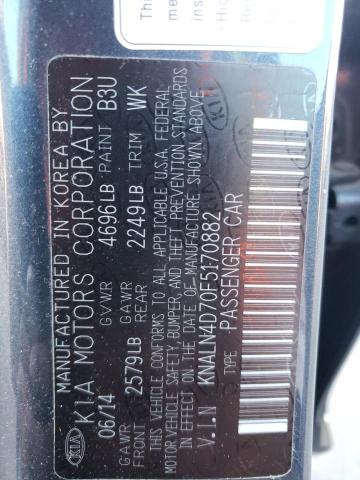 MANUFACTURED IN KOREA BY
KIA MOTORS CORPORATION
06/14 GVWR 4696LB PAINT B3U
GAWR FRONT 2579LB GAWR REAR 2249LB TRIM WK
THIS VEHICLE CONFORMS TO ALL APPLICABLE U.S.A. FEDERAL
MOTOR VEHICLE SAFETY, BUMPER, AND THEFT PREVENTION STANDARDS
IN EFFECT ON THE DATE OF MANUFACTURE SHOWN ABOVE.
V.I.N KNALN4D70F5170882
TYPE PASSENGER CAR
KIA
This